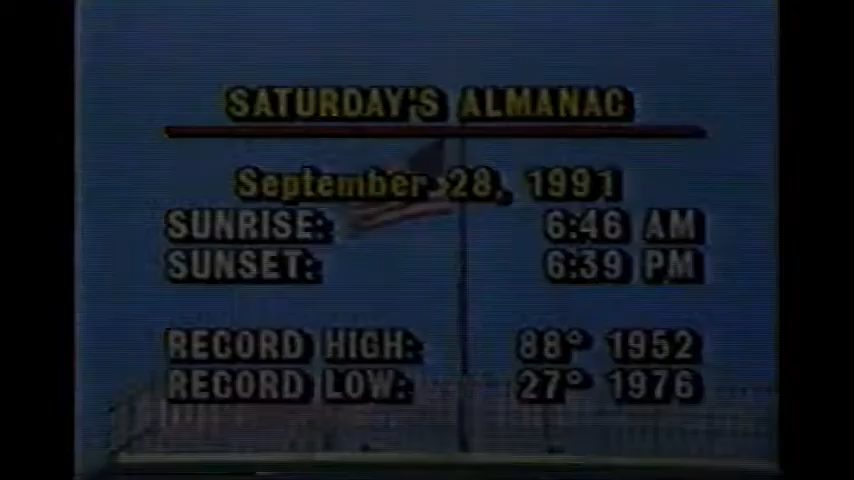 SATURDAY'S ALMANAC
September 28, 1991
SUNRISE: 6:46 AM
SUNSET: 6:39 PM
RECORD HIGH: 88° 1952
RECORD LOW: 27° 1976